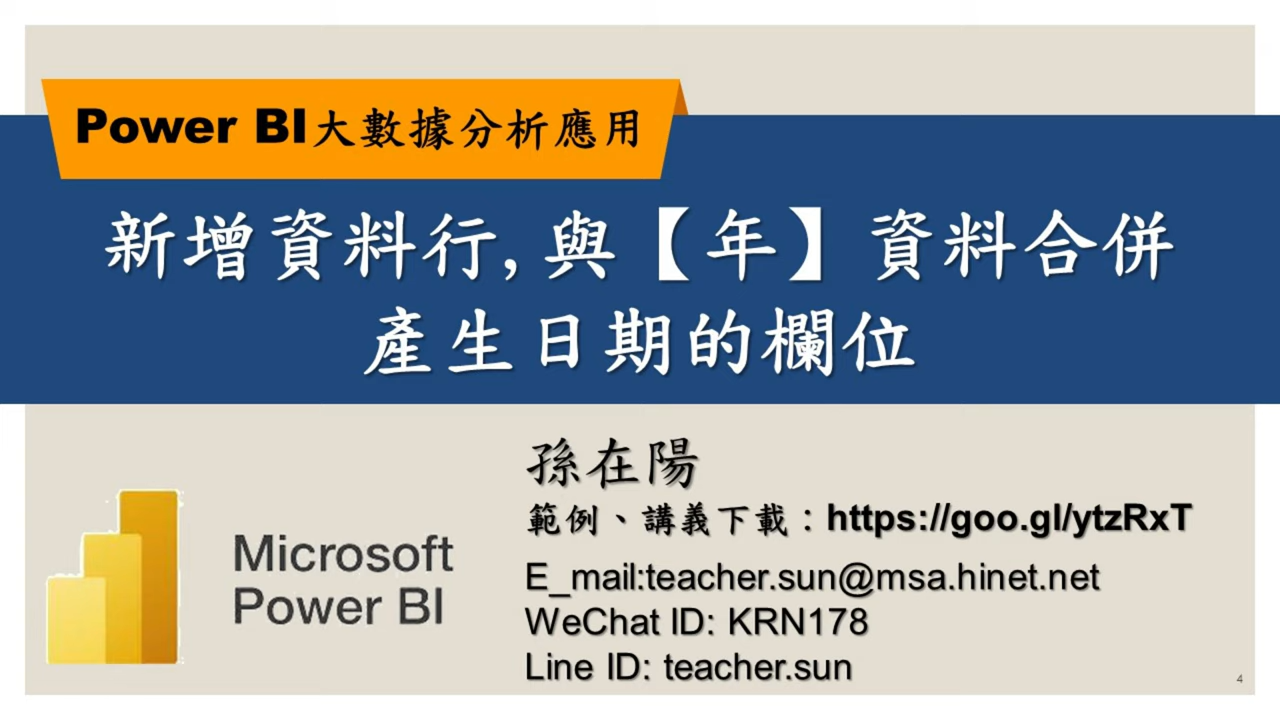 Power BI大數據分析應用
新增資料行,與【年】資料合併
產生日期的欄位
孫在陽
範例、講義下載：https://goo.gl/ytzRxT
E_mail:teacher.sun@msa.hinet.net
WeChat ID: KRN178
Line ID: teacher.sun
Microsoft
Power BI
4